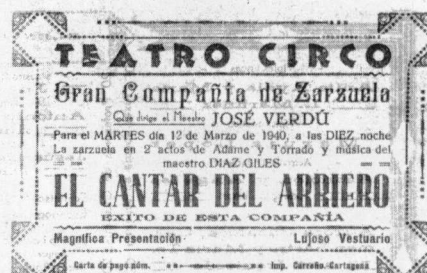 TEATRO CIRCO
Gran Compañía de Zarzuela
Que dirige el Maestro JOSÉ VERDÚ
Para el MARTES día 12 de Marzo de 1940, a las DIEZ noche
La zarzuela en 2 actos de Adame y Torrado y música del
maestro DIAZ GILES
EL CANTAR DEL ARRIERO
EXITO DE ESTA COMPAÑÍA
Magnífica Presentación Lujoso Vestuario
Carta de pago núm. Imp. Carreño.-Cartagena